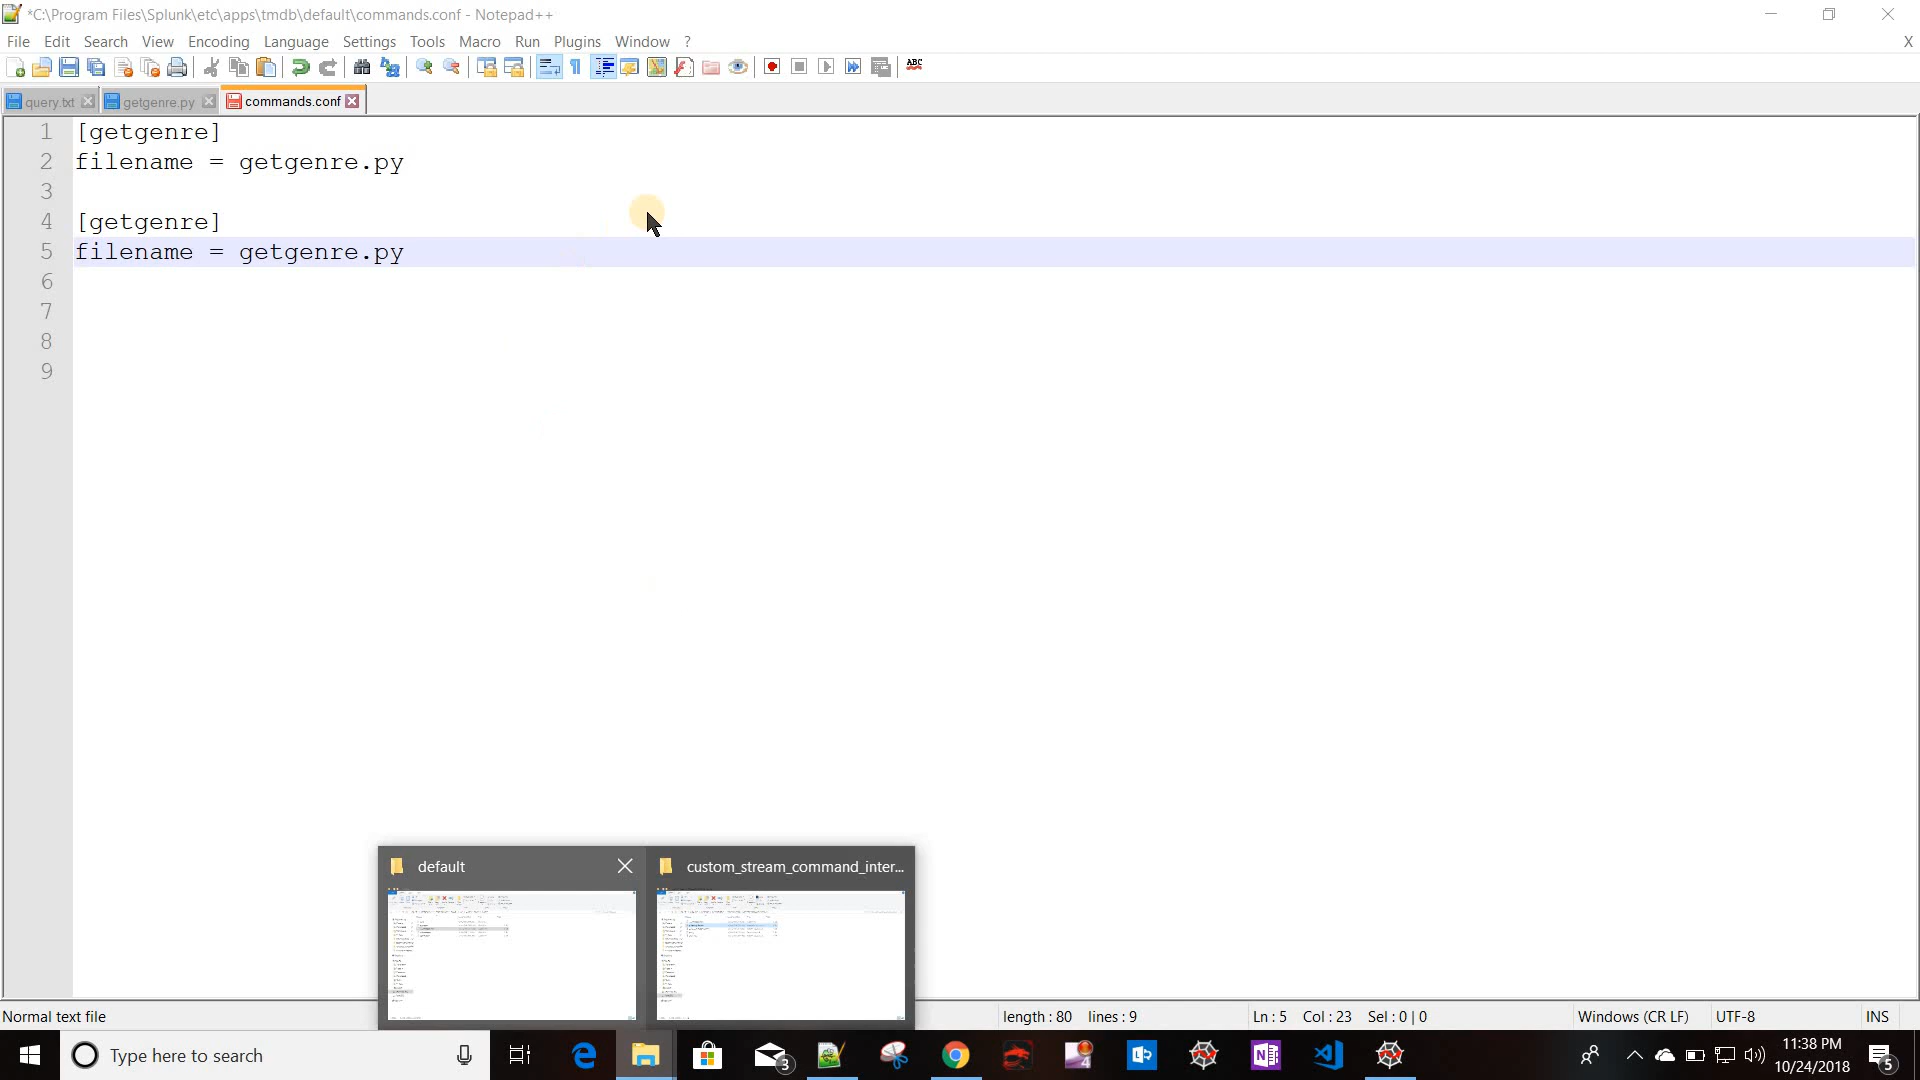 *C:\Program Files\Splunk\etc\apps\tmdb\default\commands.conf - Notepad++
File Edit Search View Encoding Language Settings Tools Macro Run Plugins Window ? X
query.txt getgenre.py commands.conf
1 [getgenre]
2 filename = getgenre.py
3
4 [getgenre]
5 filename = getgenre.py
6
7
8
9
default custom_stream_command_inter...
Normal text file length : 80 lines : 9 Ln : 5 Col : 23 Sel : 0 | 0 Windows (CR LF) UTF-8 INS
Type here to search 3 11:38 PM
10/24/2018 5